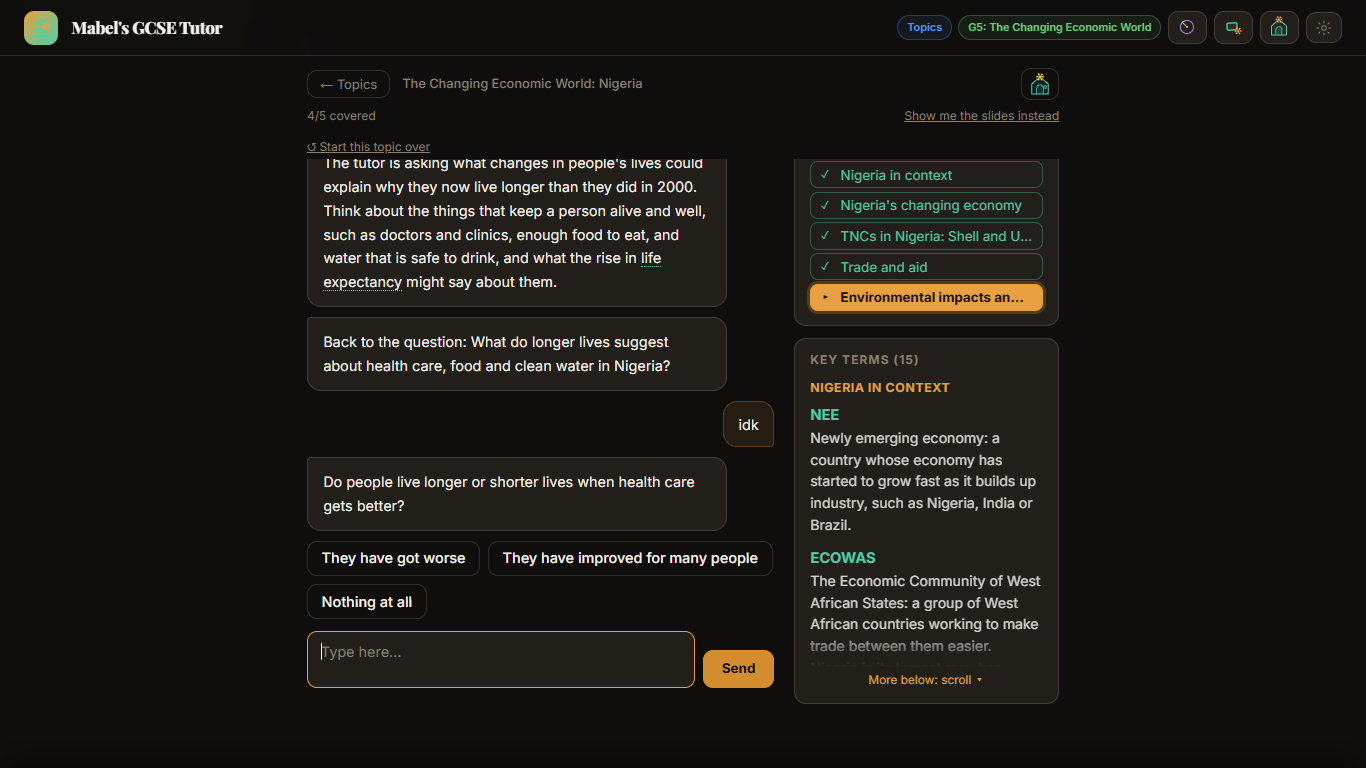 Mabel's GCSE Tutor
Topics
G5: The Changing Economic World
← Topics
The Changing Economic World: Nigeria
4/5 covered
Show me the slides instead
↺ Start this topic over
The tutor is asking what changes in people's lives could
explain why they now live longer than they did in 2000.
Think about the things that keep a person alive and well,
such as doctors and clinics, enough food to eat, and
water that is safe to drink, and what the rise in life
expectancy might say about them.
Back to the question: What do longer lives suggest
about health care, food and clean water in Nigeria?
idk
Do people live longer or shorter lives when health care
gets better?
They have got worse
They have improved for many people
Nothing at all
Type here...
Send
✓ Nigeria in context
✓ Nigeria's changing economy
✓ TNCs in Nigeria: Shell and U...
✓ Trade and aid
▸ Environmental impacts an...
KEY TERMS (15)
NIGERIA IN CONTEXT
NEE
Newly emerging economy: a
country whose economy has
started to grow fast as it builds up
industry, such as Nigeria, India or
Brazil.
ECOWAS
The Economic Community of West
African States: a group of West
African countries working to make
trade between them easier.
More below: scroll ▾